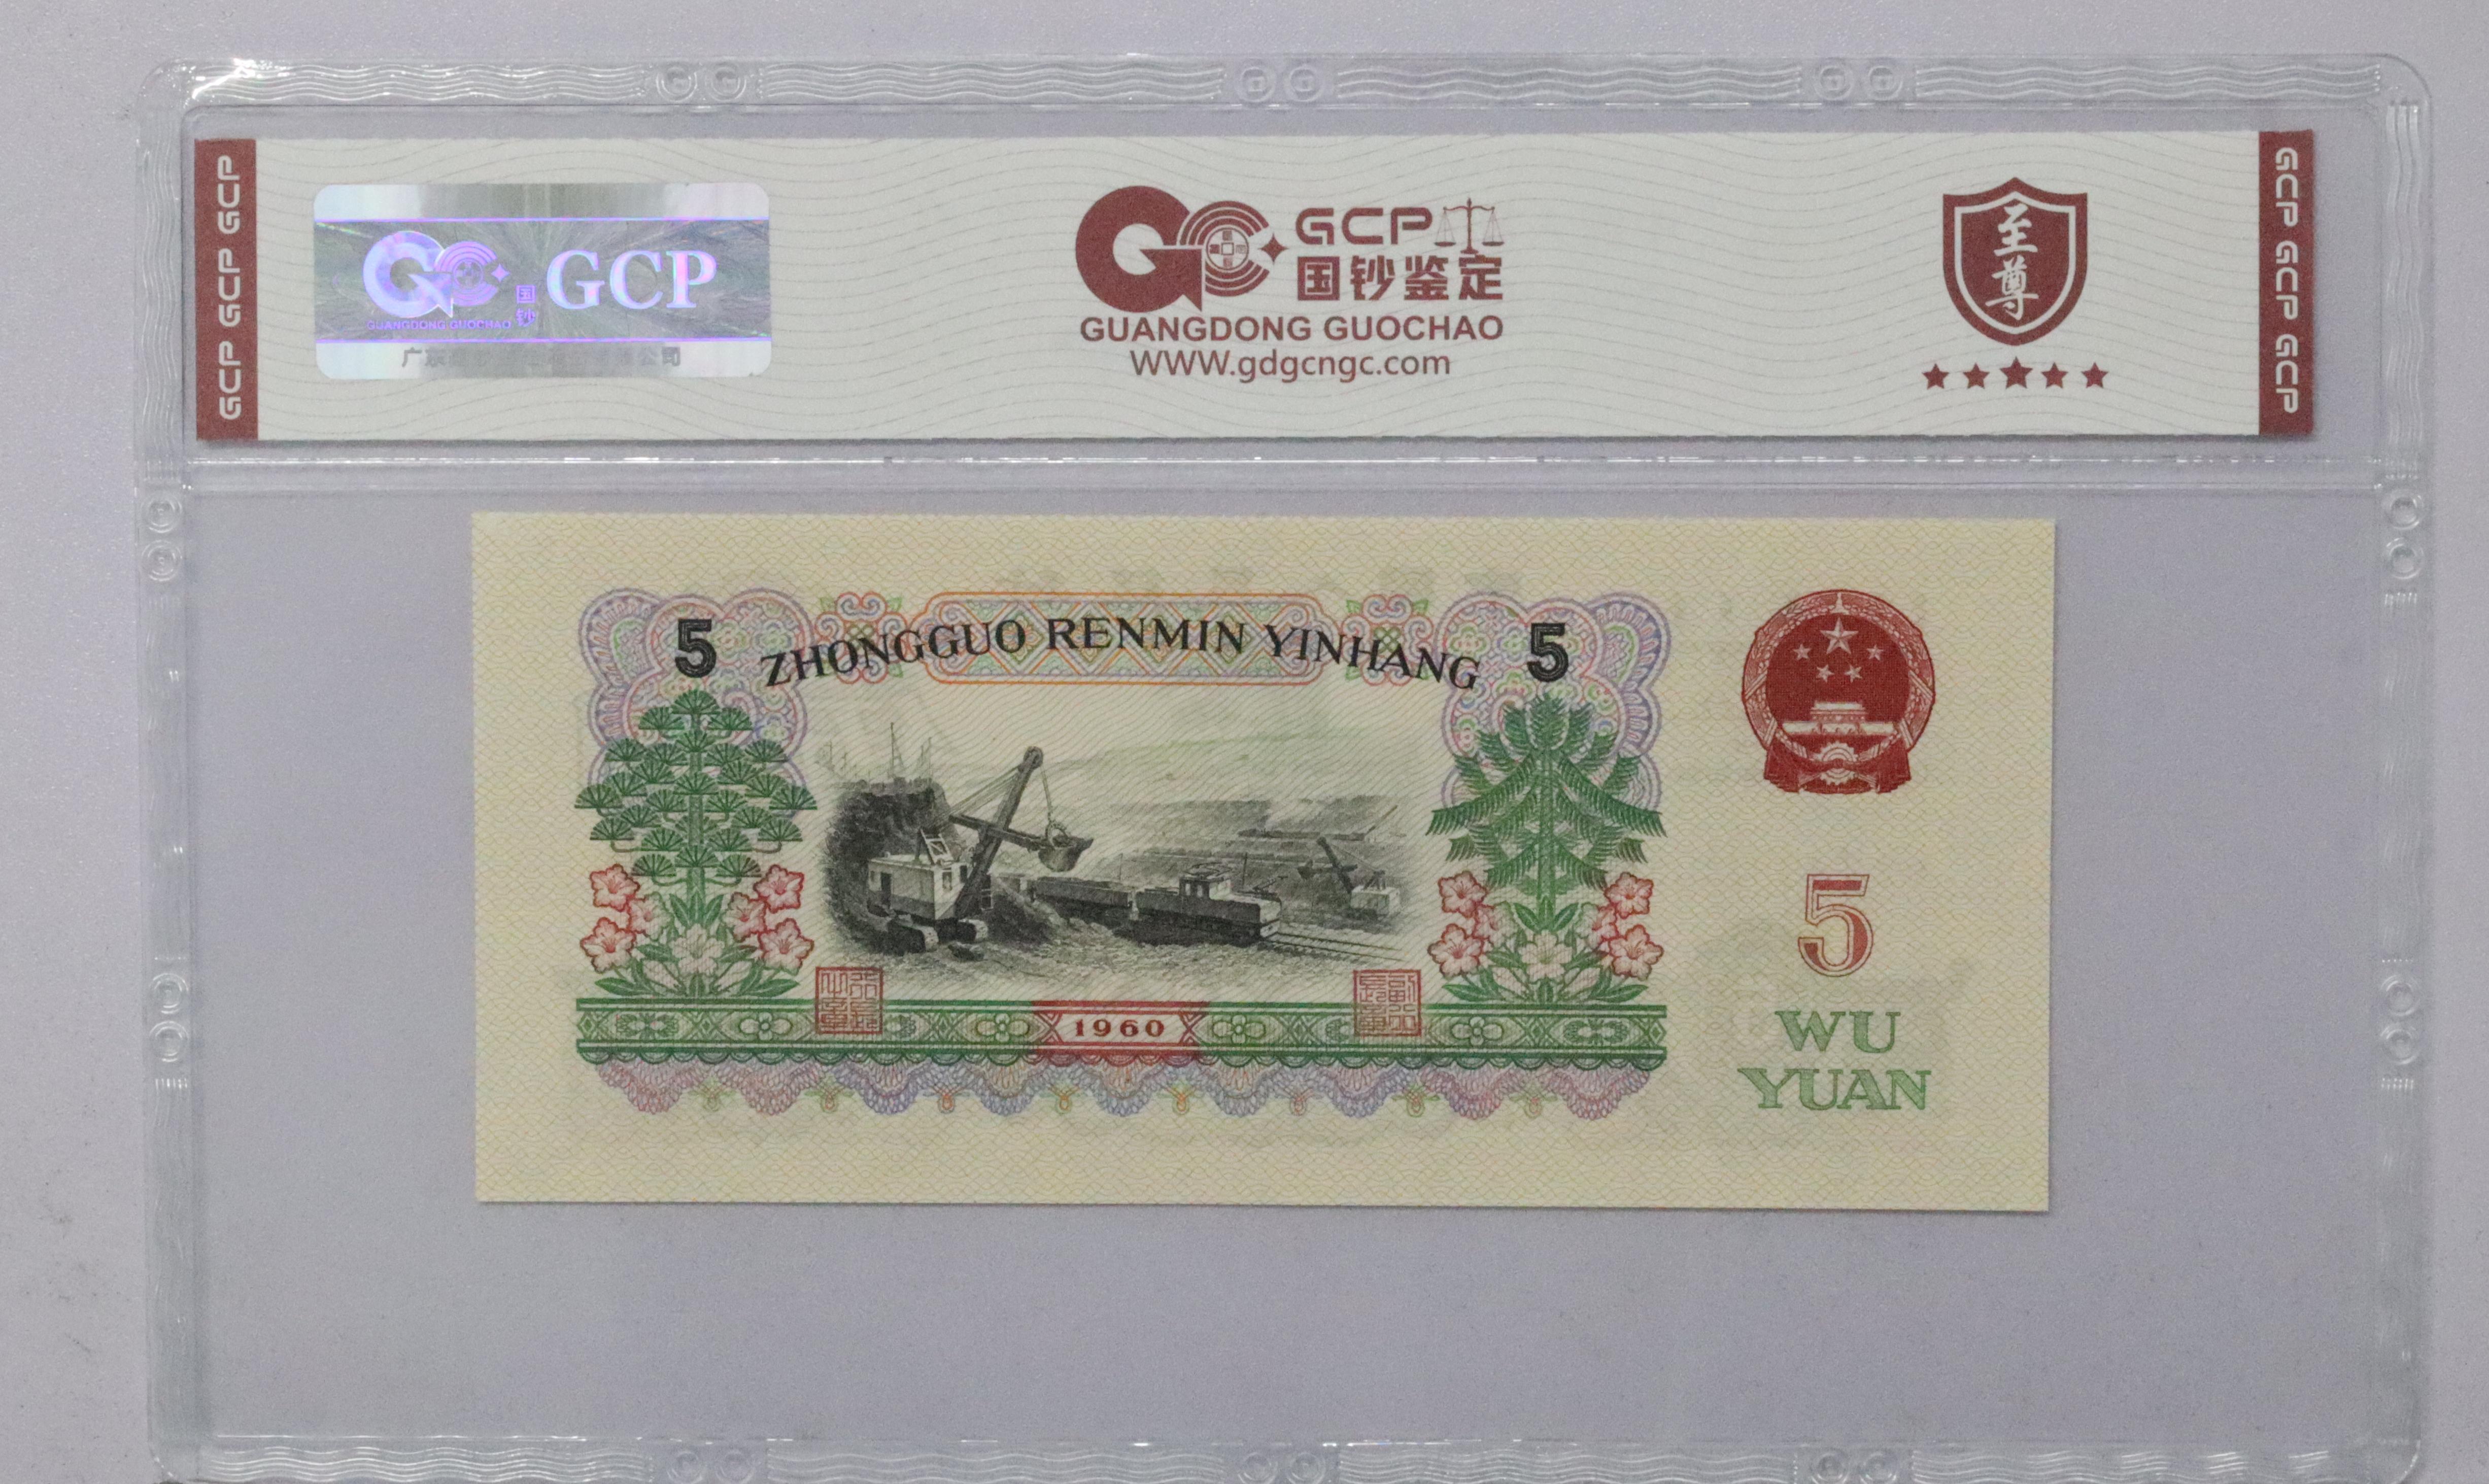 GCP GCP GCP
GCP
国钞
GUANGDONG GUOCHAO
GCP
国钞鉴定
GUANGDONG GUOCHAO
WWW.gdgcngc.com
至尊
GCP GCP GCP
5 ZHONGGUO RENMIN YINHANG 5
5
WU
YUAN
1960